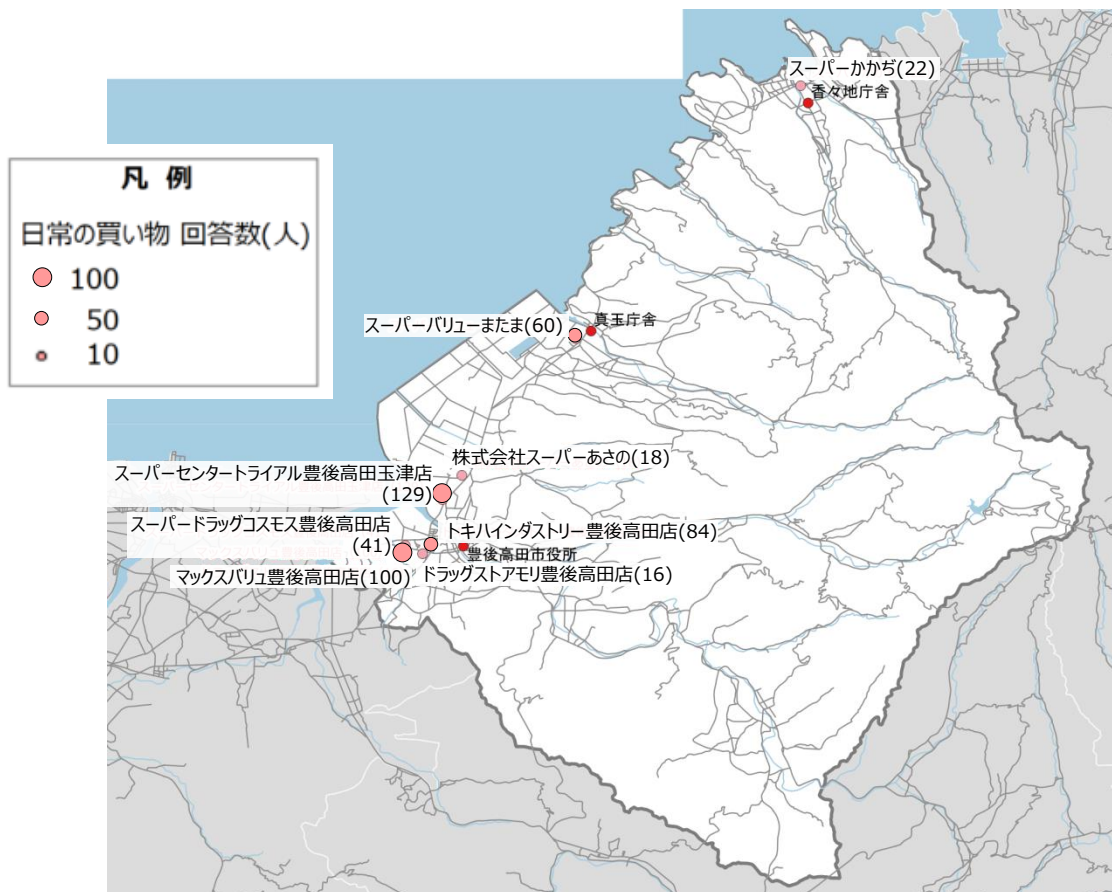 スーパーかかぢ(22)
香々地庁舎
凡 例
日常の買い物 回答数(人)
100
50
10
スーパーバリューまたま(60)
真玉庁舎
株式会社スーパーあさの(18)
スーパーセンタートライアル豊後高田玉津店
(129)
スーパードラッグコスモス豊後高田店
(41)
トキハインダストリー豊後高田店(84)
豊後高田市役所
マックスバリュ豊後高田店(100)
ドラッグストアモリ豊後高田店(16)